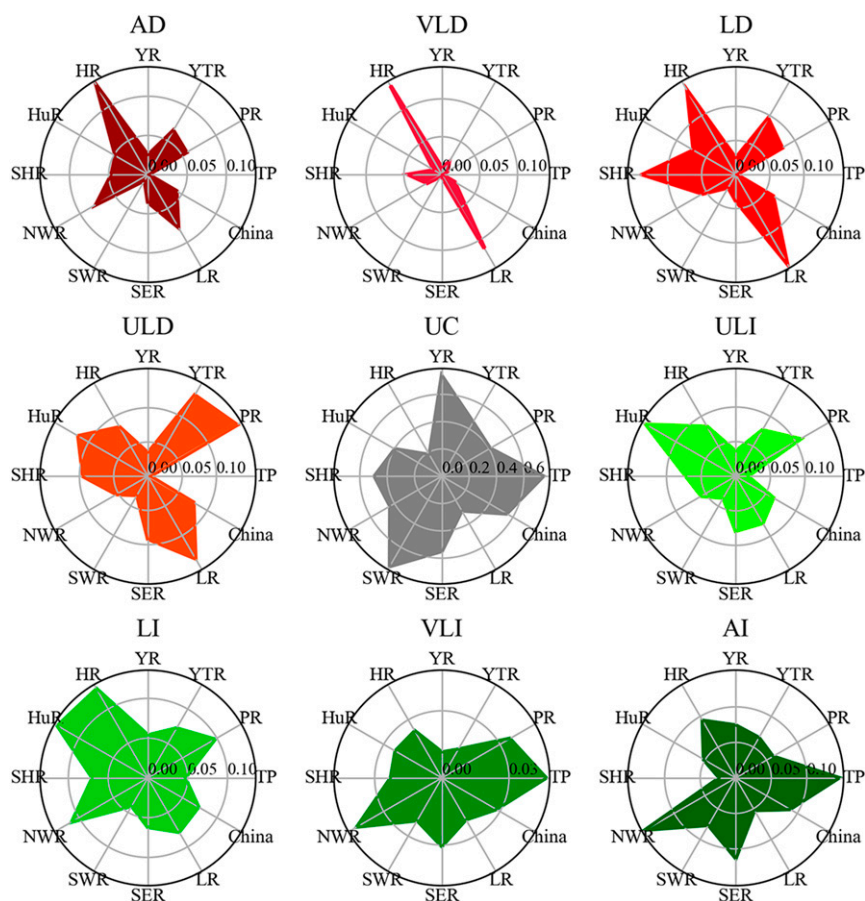 AD VLD LD
YR YR YR
HR YTR HR YTR HR YTR
HuR PR HuR PR HuR PR
SHR 0.00 0.05 0.10 TP SHR 0.00 0.05 0.10 TP SHR 0.00 0.05 0.10 TP
NWR China NWR China NWR China
SWR LR SWR LR SWR LR
SER SER SER
ULD UC ULI
YR YR YR
HR YTR HR YTR HR YTR
HuR PR HuR PR HuR PR
SHR 0.00 0.05 0.10 TP SHR 0.0 0.2 0.4 0.6 TP SHR 0.00 0.05 0.10 TP
NWR China NWR China NWR China
SWR LR SWR LR SWR LR
SER SER SER
LI VLI AI
YR YR YR
HR YTR HR YTR HR YTR
HuR PR HuR PR HuR PR
SHR 0.00 0.05 0.10 TP SHR 0.00 0.03 TP SHR 0.00 0.05 0.10 TP
NWR China NWR China NWR China
SWR LR SWR LR SWR LR
SER SER SER